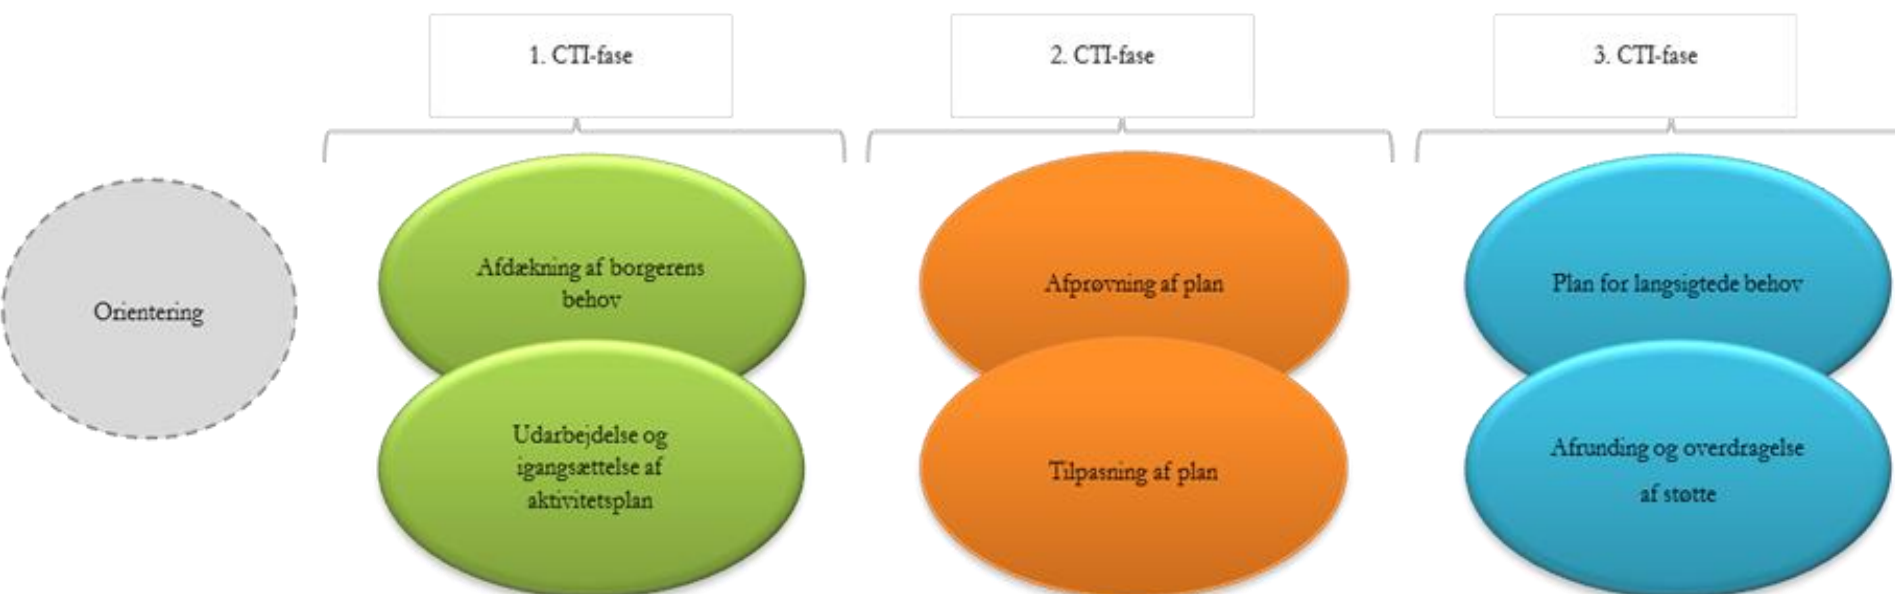 1. CTI-fase
2. CTI-fase
3. CTI-fase
Orientering
Afdækning af borgerens
behov
Udarbejdelse og
igangsættelse af
aktivitetsplan
Afprøvning af plan
Tilpasning af plan
Plan for langsigtede behov
Afrunding og overdragelse
af støtte